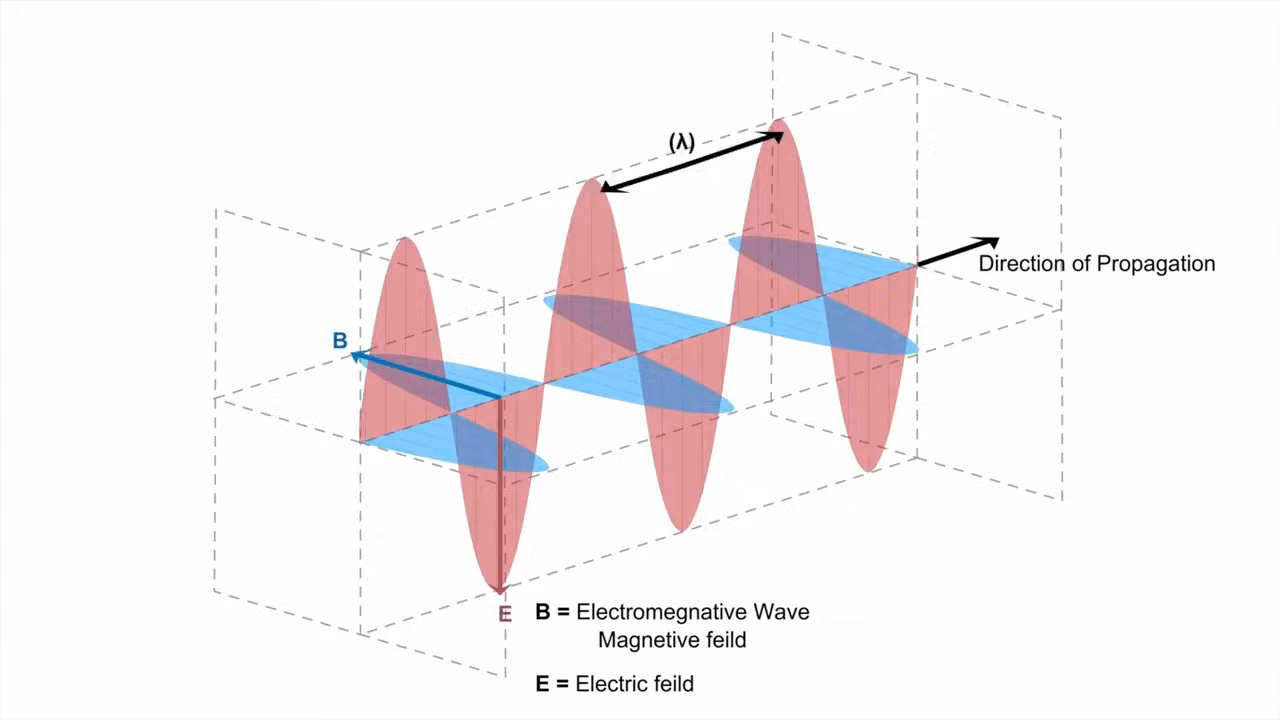 (λ)
Direction of Propagation
B
E
B = Electromegnative Wave
Magnetive feild
E = Electric feild